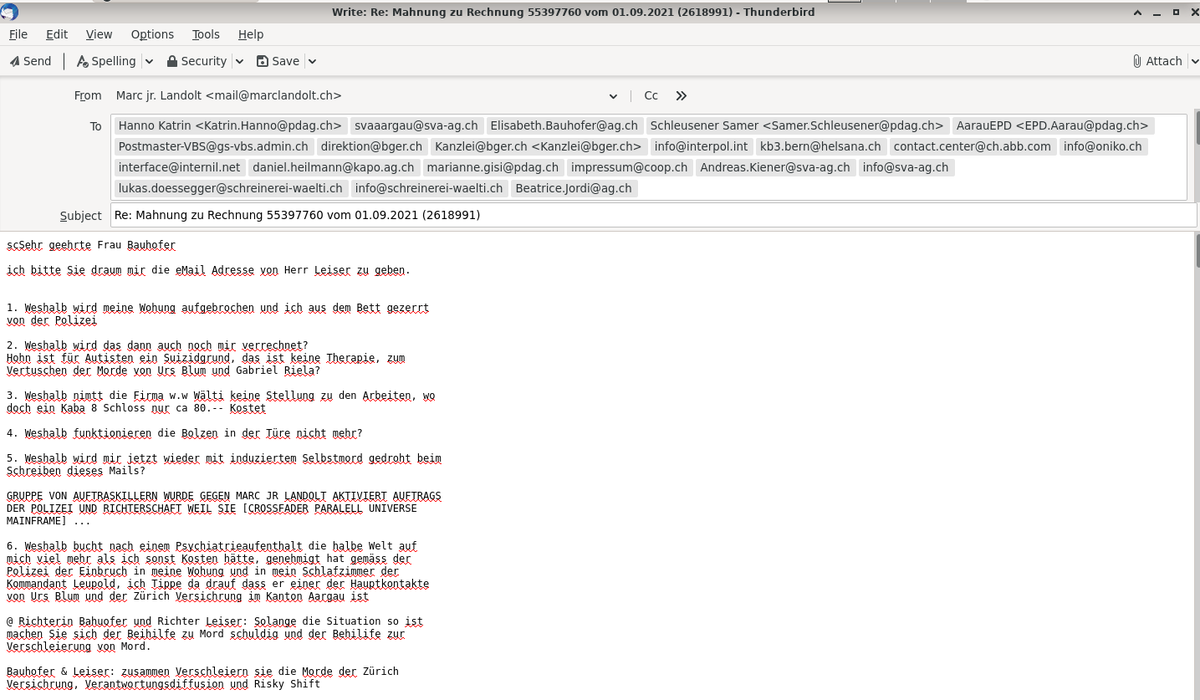 Write: Re: Mahnung zu Rechnung 55397760 vom 01.09.2021 (2618991) - Thunderbird
File Edit View Options Tools Help
Send Spelling Security Save Attach
From Marc jr. Landolt <mail@marclandolt.ch> Cc
To Hanno Katrin <Katrin.Hanno@pdag.ch> svaaargau@sva-ag.ch Elisabeth.Bauhofer@ag.ch Schleusener Samer <Samer.Schleusener@pdag.ch> AarauEPD <EPD.Aarau@pdag.ch>
Postmaster-VBS@gs-vbs.admin.ch direktion@bger.ch Kanzlei@bger.ch <Kanzlei@bger.ch> info@interpol.int kb3.bern@helsana.ch contact.center@ch.abb.com info@oniko.ch
interface@internil.net daniel.heilmann@kapo.ag.ch marianne.gisi@pdag.ch impressum@coop.ch Andreas.Kiener@sva-ag.ch info@sva-ag.ch
lukas.doessegger@schreinerei-waelti.ch info@schreinerei-waelti.ch Beatrice.Jordi@ag.ch
Subject Re: Mahnung zu Rechnung 55397760 vom 01.09.2021 (2618991)
scSehr geehrte Frau Bauhofer
ich bitte Sie draum mir die eMail Adresse von Herr Leiser zu geben.
1. Weshalb wird meine Wohung aufgebrochen und ich aus dem Bett gezerrt
von der Polizei
2. Weshalb wird das dann auch noch mir verrechnet?
Hohn ist für Autisten ein Suizidgrund, das ist keine Therapie, zum
Vertuschen der Morde von Urs Blum und Gabriel Riela?
3. Weshalb nimtt die Firma w.w Wälti keine Stellung zu den Arbeiten, wo
doch ein Kaba 8 Schloss nur ca 80.-- Kostet
4. Weshalb funktionieren die Bolzen in der Türe nicht mehr?
5. Weshalb wird mir jetzt wieder mit induziertem Selbstmord gedroht beim
Schreiben dieses Mails?
GRUPPE VON AUFTRASKILLERN WURDE GEGEN MARC JR LANDOLT AKTIVIERT AUFTRAGS
DER POLIZEI UND RICHTERSCHAFT WEIL SIE [CROSSFADER PARALELL UNIVERSE
MAINFRAME] ...
6. Weshalb bucht nach einem Psychiatrieaufenthalt die halbe Welt auf
mich viel mehr als ich sonst Kosten hätte, genehmigt hat gemäss der
Polizei der Einbruch in meine Wohung und in mein Schlafzimmer der
Kommandant Leupold, ich Tippe da drauf dass er einer der Hauptkontakte
von Urs Blum und der Zürich Versichrung im Kanton Aargau ist
@ Richterin Bahuofer und Richter Leiser: Solange die Situation so ist
machen Sie sich der Beihilfe zu Mord schuldig und der Behilife zur
Verschleierung von Mord.
Bauhofer & Leiser: zusammen Verschleiern sie die Morde der Zürich
Versichrung, Verantwortungsdiffusion und Risky Shift